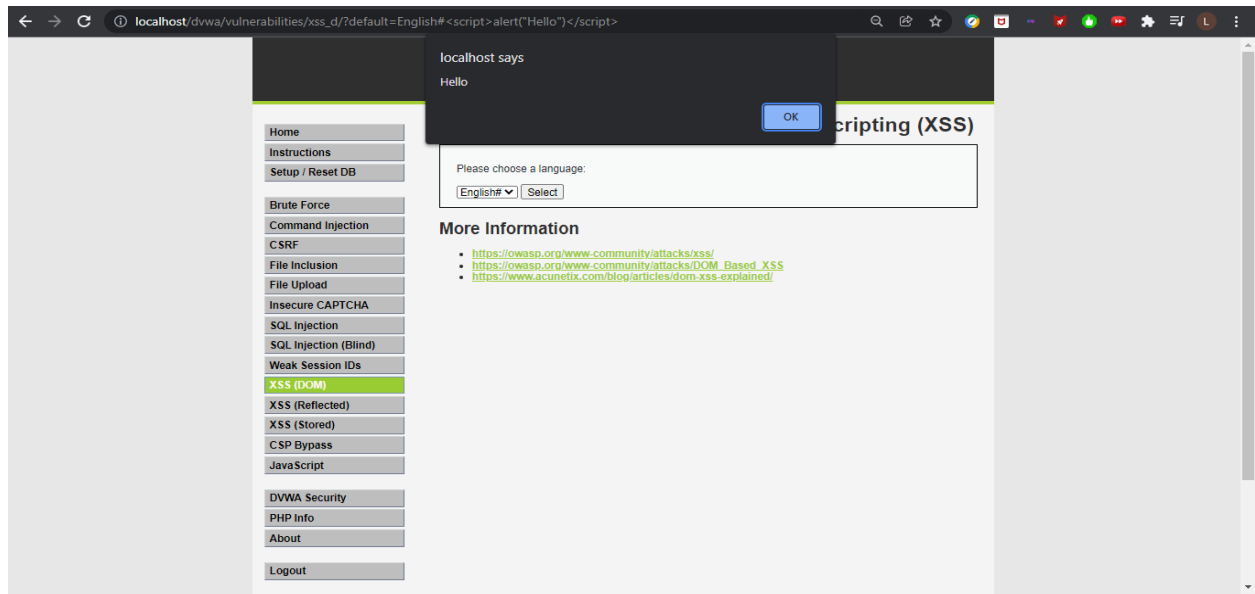 localhost/dvwa/vulnerabilities/xss_d/?default=English#<script>alert("Hello")</script>
L
localhost says
Hello
OK
cripting (XSS)
Home
Instructions
Setup / Reset DB
Brute Force
Command Injection
CSRF
File Inclusion
File Upload
Insecure CAPTCHA
SQL Injection
SQL Injection (Blind)
Weak Session IDs
XSS (DOM)
XSS (Reflected)
XSS (Stored)
CSP Bypass
JavaScript
DVWA Security
PHP Info
About
Logout
Please choose a language:
English# Select
More Information
https://owasp.org/www-community/attacks/xss/
https://owasp.org/www-community/attacks/DOM_Based_XSS
https://www.acunetix.com/blog/articles/dom-xss-explained/